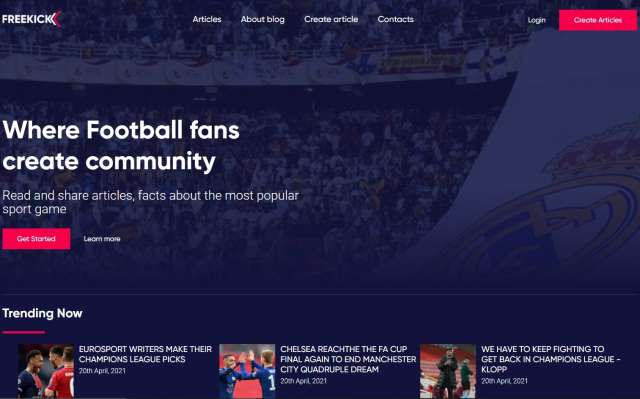 FREEKICK
Articles
About blog
Create article
Contacts
Login
Create Articles
Where Football fans
create community
Read and share articles, facts about the most popular
sport game
Get Started
Learn more
Trending Now
EUROSPORT WRITERS MAKE THEIR
CHAMPIONS LEAGUE PICKS
20th April, 2021
CHELSEA REACHTHE THE FA CUP
FINAL AGAIN TO END MANCHESTER
CITY QUADRUPLE DREAM
20th April, 2021
WE HAVE TO KEEP FIGHTING TO
GET BACK IN CHAMPIONS LEAGUE -
KLOPP
20th April, 2021